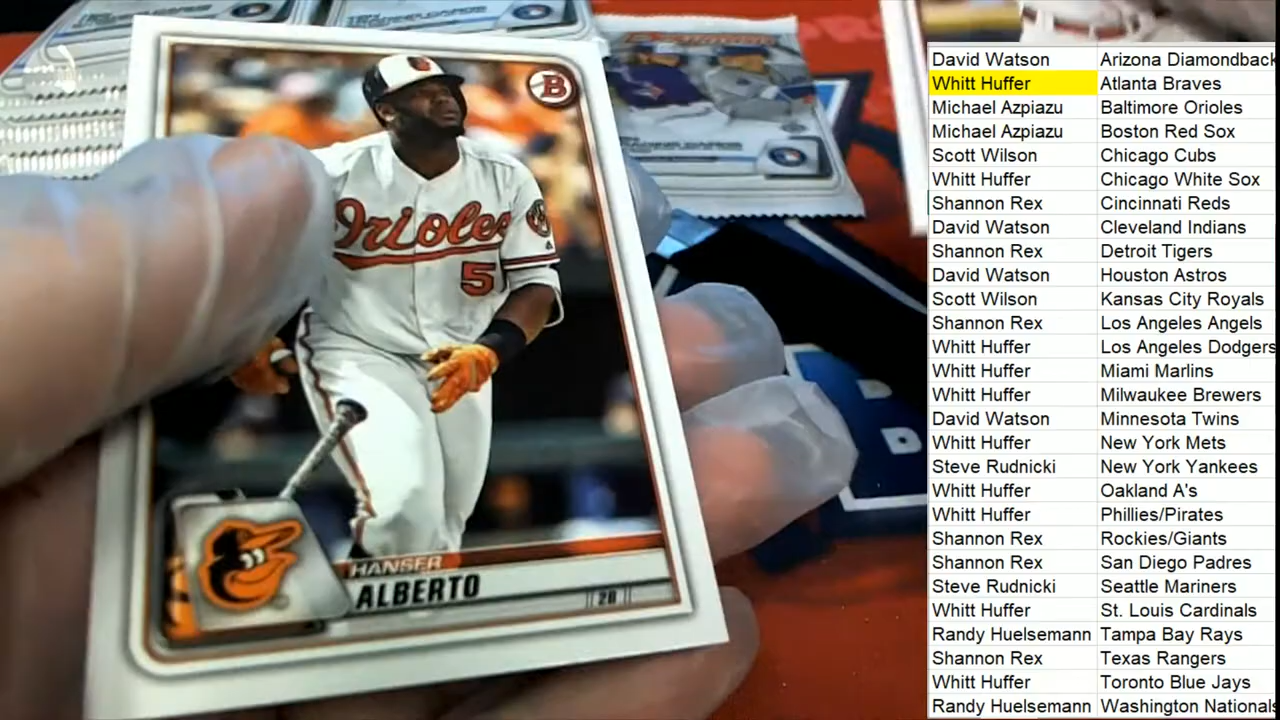 B
Orioles
5
HANSER
ALBERTO
28
David Watson Arizona Diamondback
Whitt Huffer Atlanta Braves
Michael Azpiazu Baltimore Orioles
Michael Azpiazu Boston Red Sox
Scott Wilson Chicago Cubs
Whitt Huffer Chicago White Sox
Shannon Rex Cincinnati Reds
David Watson Cleveland Indians
Shannon Rex Detroit Tigers
David Watson Houston Astros
Scott Wilson Kansas City Royals
Shannon Rex Los Angeles Angels
Whitt Huffer Los Angeles Dodgers
Whitt Huffer Miami Marlins
Whitt Huffer Milwaukee Brewers
David Watson Minnesota Twins
Whitt Huffer New York Mets
Steve Rudnicki New York Yankees
Whitt Huffer Oakland A's
Whitt Huffer Phillies/Pirates
Shannon Rex Rockies/Giants
Shannon Rex San Diego Padres
Steve Rudnicki Seattle Mariners
Whitt Huffer St. Louis Cardinals
Randy Huelsemann Tampa Bay Rays
Shannon Rex Texas Rangers
Whitt Huffer Toronto Blue Jays
Randy Huelsemann Washington Nationals